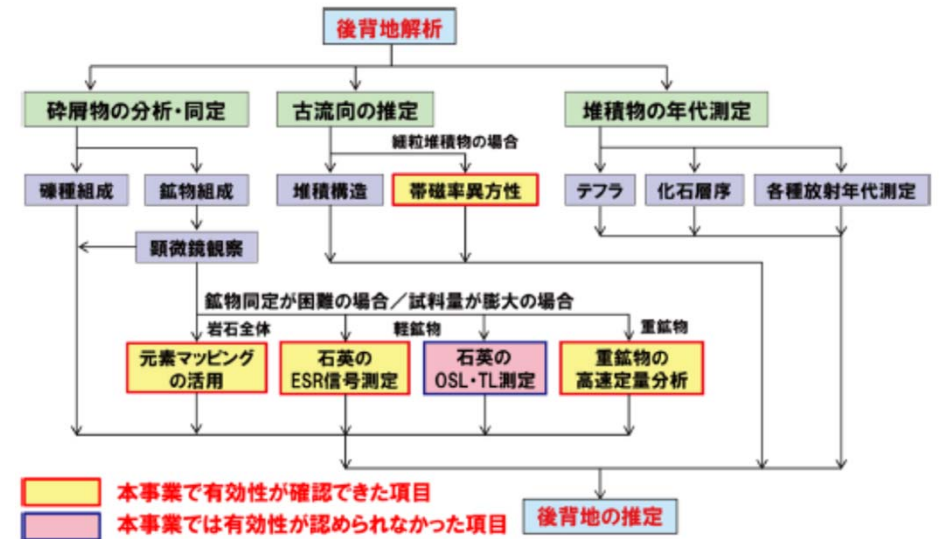 後背地解析
砕屑物の分析・同定
古流向の推定
堆積物の年代測定
細粒堆積物の場合
礫種組成
鉱物組成
堆積構造
帯磁率異方性
テフラ
化石層序
各種放射年代測定
顕微鏡観察
鉱物同定が困難の場合／試料量が膨大の場合
岩石全体
軽鉱物
重鉱物
元素マッピング
の活用
石英の
ESR信号測定
石英の
OSL・TL測定
重鉱物の
高速定量分析
本事業で有効性が確認できた項目
本事業では有効性が認められなかった項目
後背地の推定